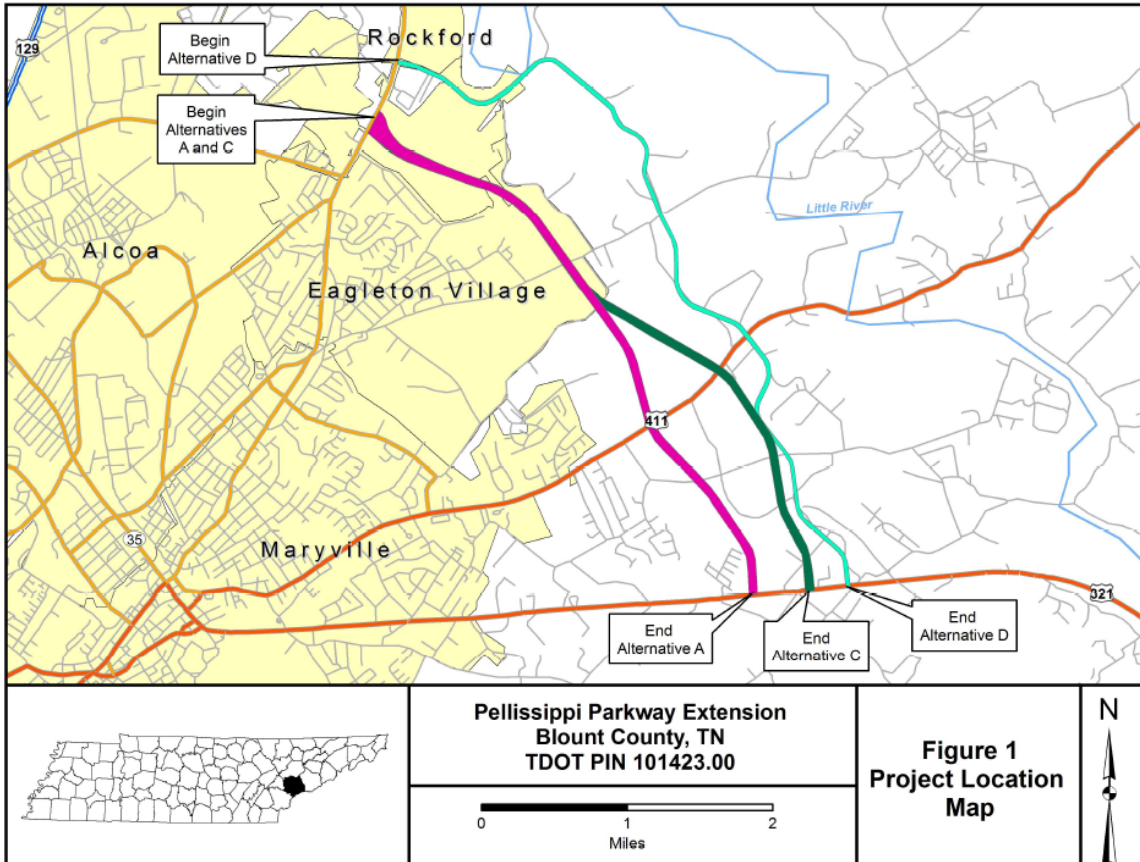 129
Rockford
Begin
Alternative D
Begin
Alternatives
A and C
Little River
Alcoa
Eagleton Village
411
35
Maryville
321
End
Alternative A
End
Alternative C
End
Alternative D
Pellissippi Parkway Extension
Blount County, TN
TDOT PIN 101423.00
0 1 2
Miles
Figure 1
Project Location
Map
N